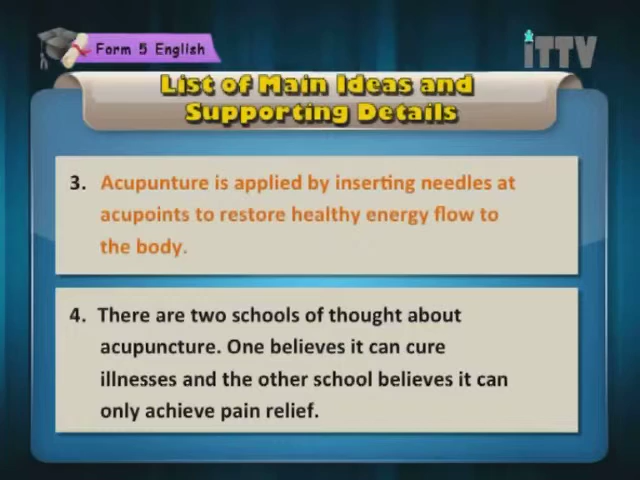 Form 5 English
iTTV
List of Main Ideas and
Supporting Details
3. Acupunture is applied by inserting needles at
acupoints to restore healthy energy flow to
the body.
4. There are two schools of thought about
acupuncture. One believes it can cure
illnesses and the other school believes it can
only achieve pain relief.